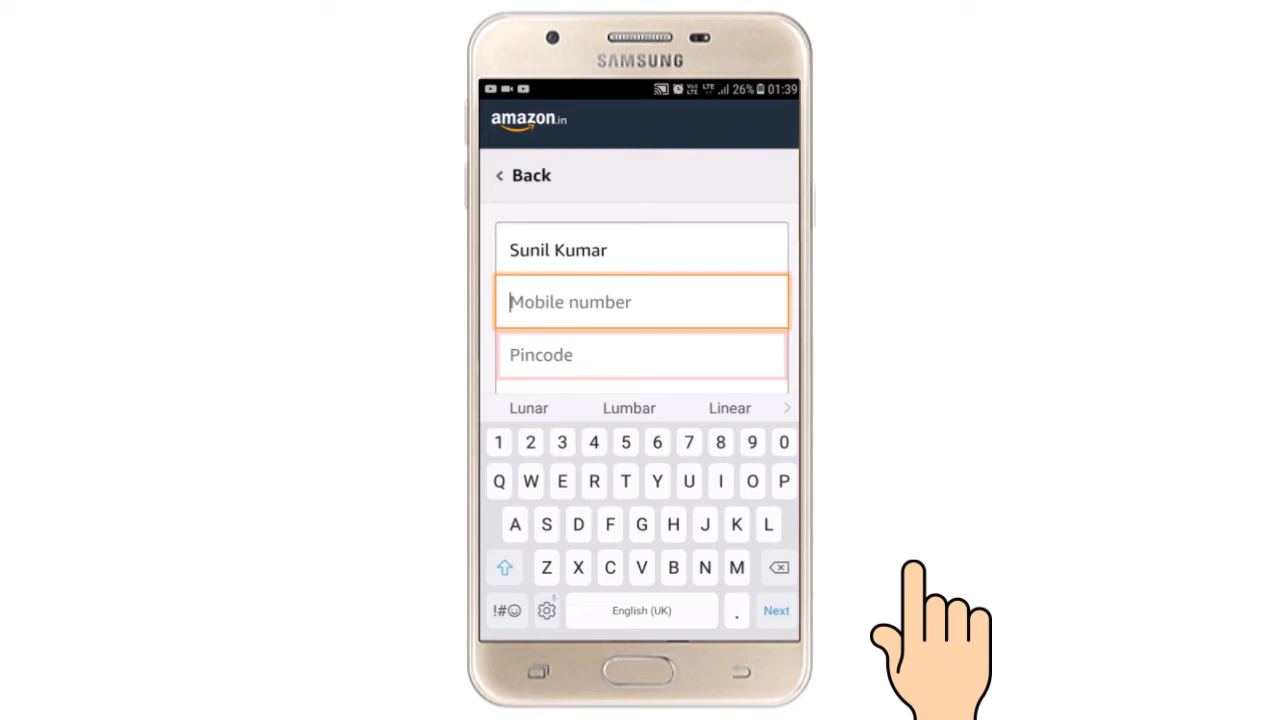 SAMSUNG
26% 01:39
amazon.in
Back
Sunil Kumar
Mobile number
Pincode
Lunar Lumbar Linear
1 2 3 4 5 6 7 8 9 0
Q W E R T Y U I O P
A S D F G H J K L
Z X C V B N M
!#☺ English (UK) . Next